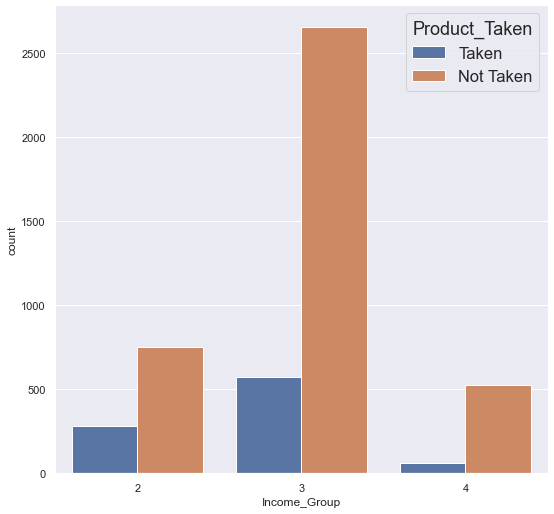 Product_Taken
Taken
Not Taken
2500
2000
1500
1000
500
0
count
2 3 4
Income_Group